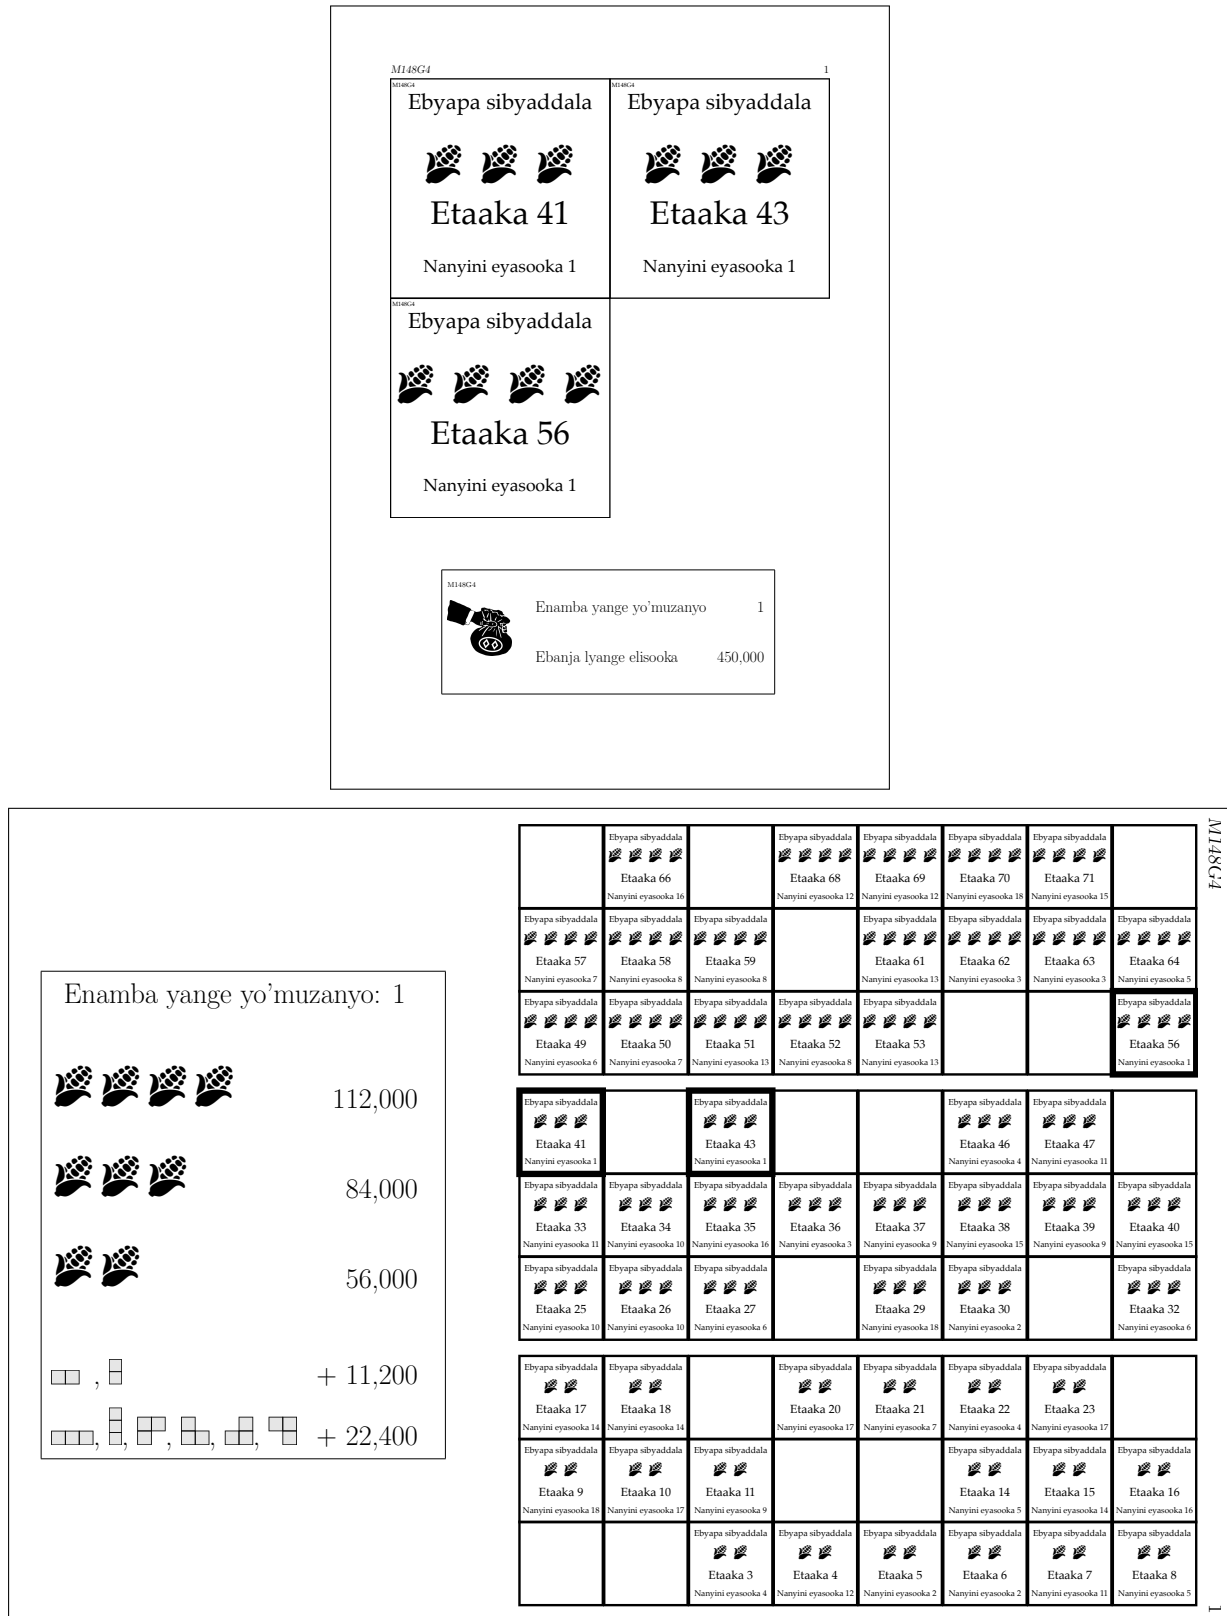 M148G4 1
M148G4 M148G4
Ebyapa sibyaddala Ebyapa sibyaddala
Etaaka 41 Etaaka 43
Nanyini eyasooka 1 Nanyini eyasooka 1
M148G4
Ebyapa sibyaddala
Etaaka 56
Nanyini eyasooka 1
M148G4
Enamba yange yo'muzanyo 1
Ebanja lyange elisooka 450,000
Enamba yange yo'muzanyo: 1
112,000
84,000
56,000
, + 11,200
, , , , , + 22,400
M148G4
Ebyapa sibyaddala Ebyapa sibyaddala Ebyapa sibyaddala Ebyapa sibyaddala Ebyapa sibyaddala
Etaaka 66 Etaaka 68 Etaaka 69 Etaaka 70 Etaaka 71
Nanyini eyasooka 16 Nanyini eyasooka 12 Nanyini eyasooka 12 Nanyini eyasooka 18 Nanyini eyasooka 15
Ebyapa sibyaddala Ebyapa sibyaddala Ebyapa sibyaddala Ebyapa sibyaddala Ebyapa sibyaddala Ebyapa sibyaddala Ebyapa sibyaddala
Etaaka 57 Etaaka 58 Etaaka 59 Etaaka 61 Etaaka 62 Etaaka 63 Etaaka 64
Nanyini eyasooka 7 Nanyini eyasooka 8 Nanyini eyasooka 8 Nanyini eyasooka 13 Nanyini eyasooka 3 Nanyini eyasooka 3 Nanyini eyasooka 5
Ebyapa sibyaddala Ebyapa sibyaddala Ebyapa sibyaddala Ebyapa sibyaddala Ebyapa sibyaddala Ebyapa sibyaddala
Etaaka 49 Etaaka 50 Etaaka 51 Etaaka 52 Etaaka 53 Etaaka 56
Nanyini eyasooka 6 Nanyini eyasooka 7 Nanyini eyasooka 13 Nanyini eyasooka 8 Nanyini eyasooka 13 Nanyini eyasooka 1
Ebyapa sibyaddala Ebyapa sibyaddala Ebyapa sibyaddala Ebyapa sibyaddala
Etaaka 41 Etaaka 43 Etaaka 46 Etaaka 47
Nanyini eyasooka 1 Nanyini eyasooka 1 Nanyini eyasooka 4 Nanyini eyasooka 11
Ebyapa sibyaddala Ebyapa sibyaddala Ebyapa sibyaddala Ebyapa sibyaddala Ebyapa sibyaddala Ebyapa sibyaddala Ebyapa sibyaddala Ebyapa sibyaddala
Etaaka 33 Etaaka 34 Etaaka 35 Etaaka 36 Etaaka 37 Etaaka 38 Etaaka 39 Etaaka 40
Nanyini eyasooka 11 Nanyini eyasooka 10 Nanyini eyasooka 16 Nanyini eyasooka 3 Nanyini eyasooka 9 Nanyini eyasooka 15 Nanyini eyasooka 9 Nanyini eyasooka 15
Ebyapa sibyaddala Ebyapa sibyaddala Ebyapa sibyaddala Ebyapa sibyaddala Ebyapa sibyaddala Ebyapa sibyaddala
Etaaka 25 Etaaka 26 Etaaka 27 Etaaka 29 Etaaka 30 Etaaka 32
Nanyini eyasooka 10 Nanyini eyasooka 10 Nanyini eyasooka 6 Nanyini eyasooka 18 Nanyini eyasooka 2 Nanyini eyasooka 6
Ebyapa sibyaddala Ebyapa sibyaddala Ebyapa sibyaddala Ebyapa sibyaddala Ebyapa sibyaddala Ebyapa sibyaddala
Etaaka 17 Etaaka 18 Etaaka 20 Etaaka 21 Etaaka 22 Etaaka 23
Nanyini eyasooka 14 Nanyini eyasooka 14 Nanyini eyasooka 17 Nanyini eyasooka 7 Nanyini eyasooka 4 Nanyini eyasooka 17
Ebyapa sibyaddala Ebyapa sibyaddala Ebyapa sibyaddala Ebyapa sibyaddala Ebyapa sibyaddala Ebyapa sibyaddala
Etaaka 9 Etaaka 10 Etaaka 11 Etaaka 14 Etaaka 15 Etaaka 16
Nanyini eyasooka 18 Nanyini eyasooka 17 Nanyini eyasooka 9 Nanyini eyasooka 5 Nanyini eyasooka 14 Nanyini eyasooka 16
Ebyapa sibyaddala Ebyapa sibyaddala Ebyapa sibyaddala Ebyapa sibyaddala Ebyapa sibyaddala Ebyapa sibyaddala
Etaaka 3 Etaaka 4 Etaaka 5 Etaaka 6 Etaaka 7 Etaaka 8
Nanyini eyasooka 4 Nanyini eyasooka 12 Nanyini eyasooka 2 Nanyini eyasooka 2 Nanyini eyasooka 11 Nanyini eyasooka 5
1